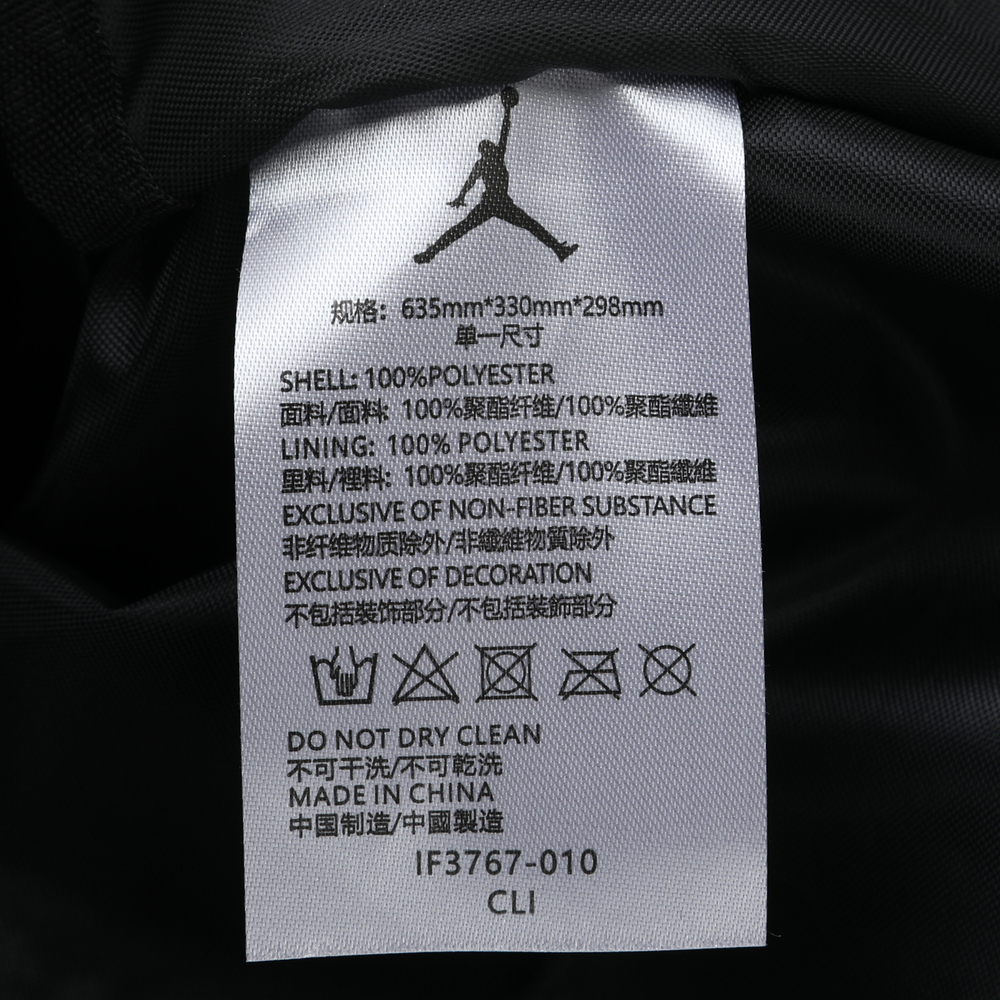 规格：635mm*330mm*298mm
单一尺寸
SHELL: 100%POLYESTER
面料/面料: 100%聚酯纤维/100%聚酯纖維
LINING: 100% POLYESTER
里料/裡料: 100%聚酯纤维/100%聚酯纖維
EXCLUSIVE OF NON-FIBER SUBSTANCE
非纤维物质除外/非纖維物質除外
EXCLUSIVE OF DECORATION
不包括装饰部分/不包括裝飾部分
DO NOT DRY CLEAN
不可干洗/不可乾洗
MADE IN CHINA
中国制造/中國製造
IF3767-010
CLI